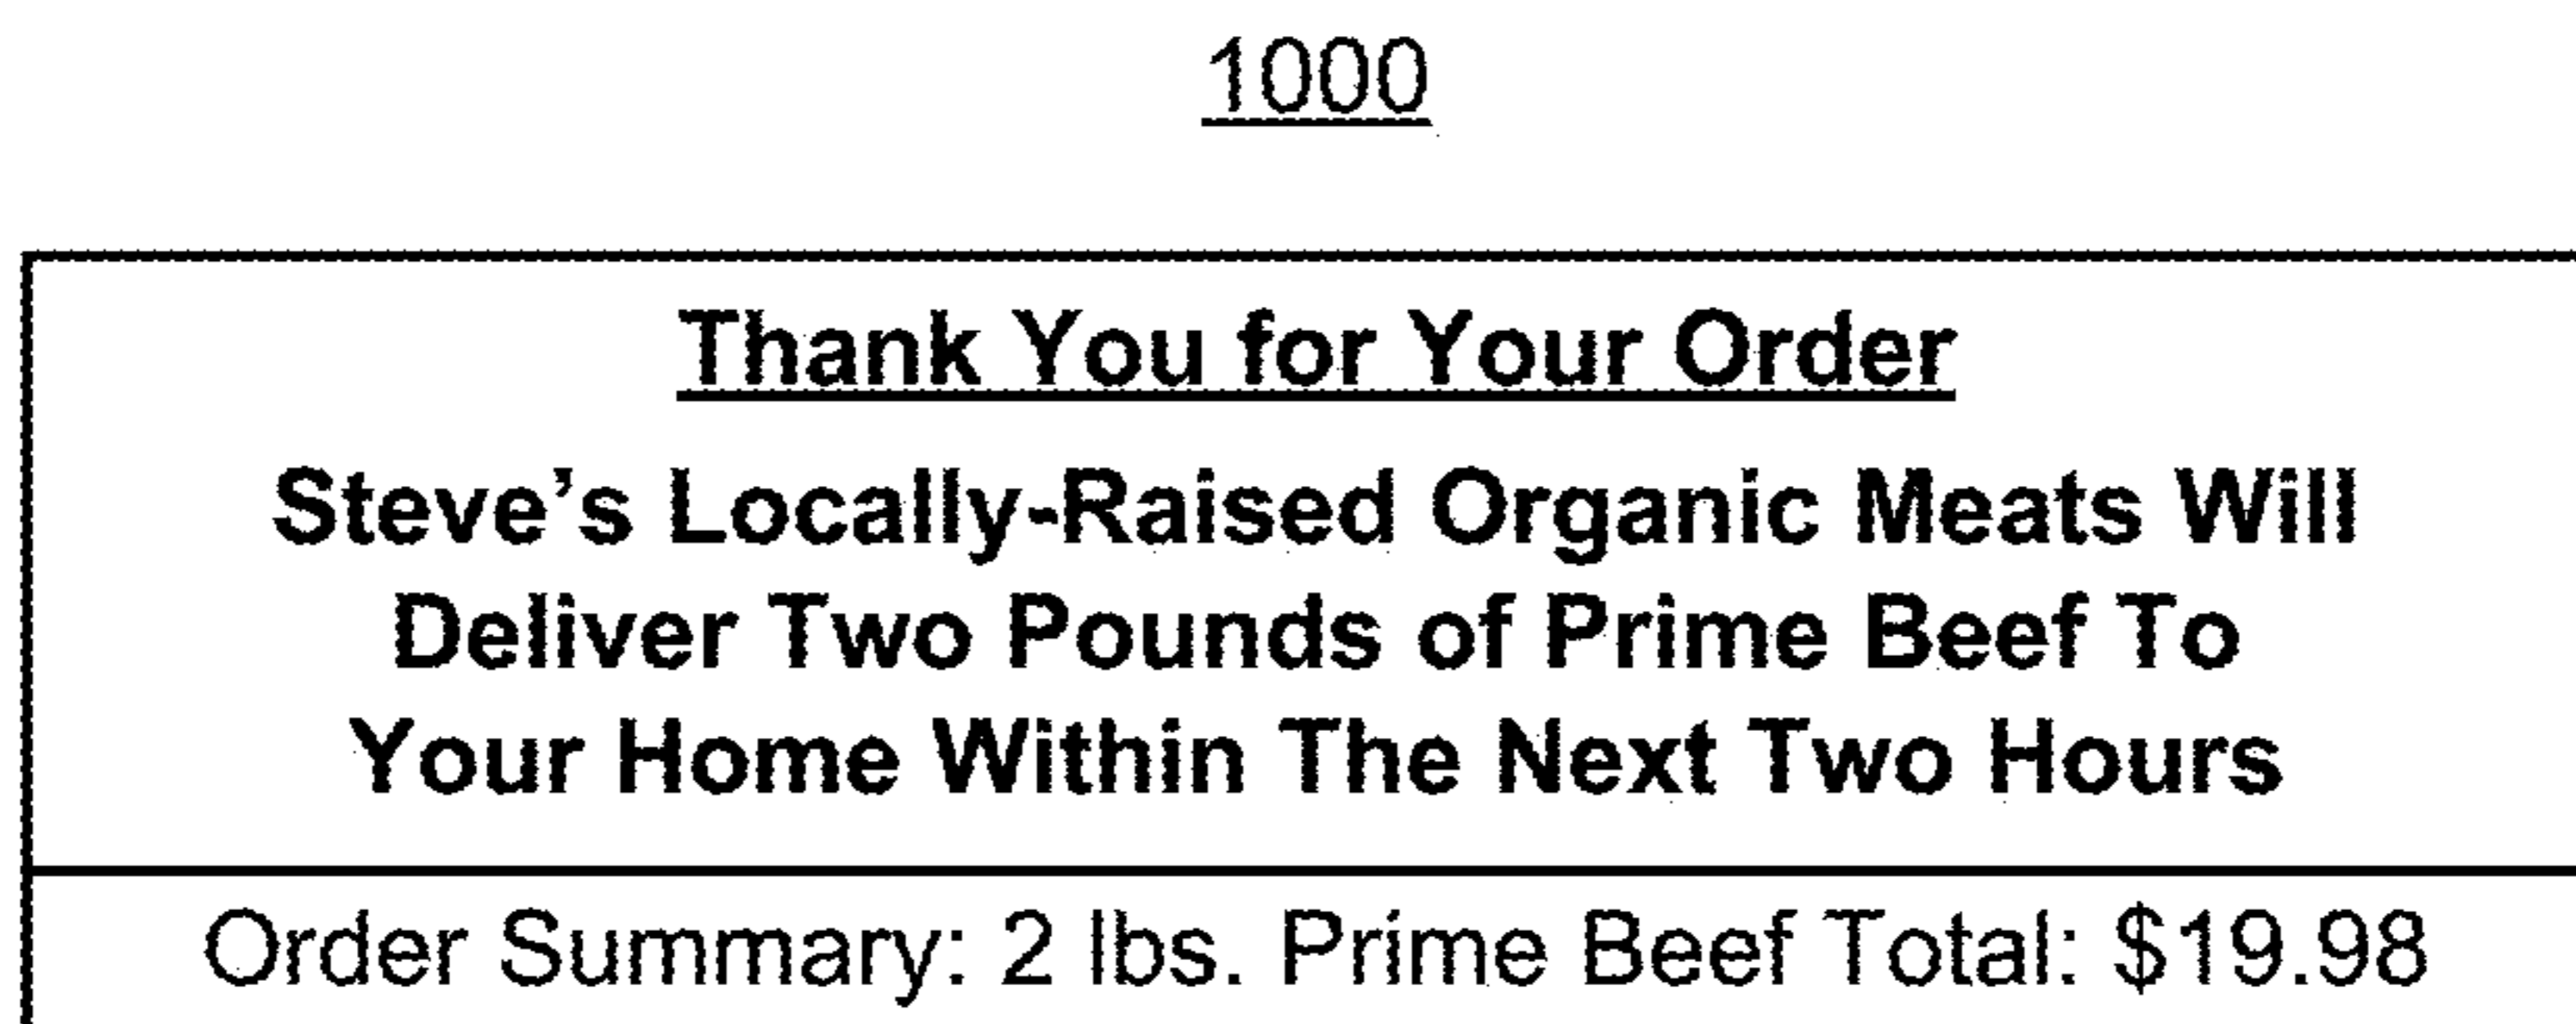 1000
Thank You for Your Order
Steve's Locally-Raised Organic Meats Will
Deliver Two Pounds of Prime Beef To
Your Home Within The Next Two Hours
Order Summary: 2 lbs. Prime Beef Total: $19.98